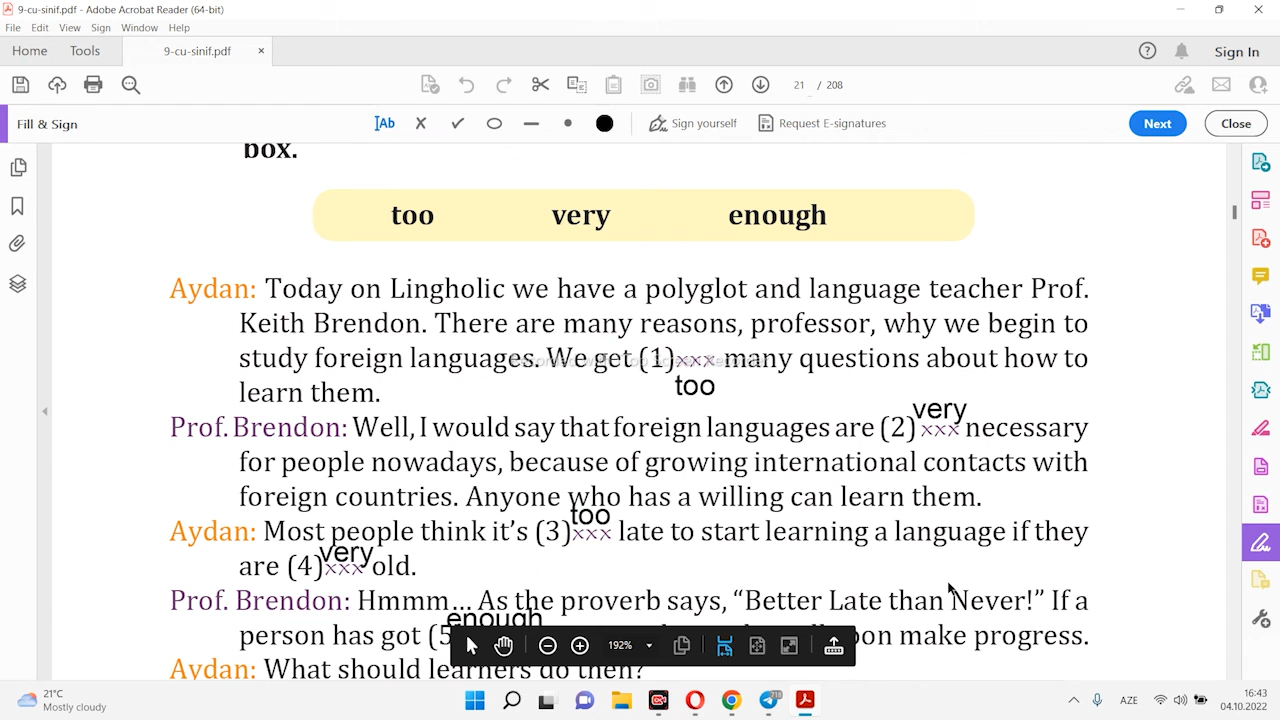 9-cu-sinif.pdf - Adobe Acrobat Reader (64-bit)
File Edit View Sign Window Help
Home Tools 9-cu-sinif.pdf × Sign In
21 / 208
Fill & Sign Ab Sign yourself Request E-signatures Next Close
box.
too very enough
Aydan: Today on Lingholic we have a polyglot and language teacher Prof.
Keith Brendon. There are many reasons, professor, why we begin to
study foreign languages. We get (1)xxx many questions about how to
too
learn them.
very
Prof. Brendon: Well, I would say that foreign languages are (2)xxx necessary
for people nowadays, because of growing international contacts with
foreign countries. Anyone who has a willing can learn them.
too
Aydan: Most people think it's (3)xxx late to start learning a language if they
very
are (4)xxx old.
Prof. Brendon: Hmmm... As the proverb says, “Better Late than Never!” If a
enough
person has got (5 make progress.
Aydan: What should learners do then?
192%
21°C
Mostly cloudy
AZE
16:43
04.10.2022